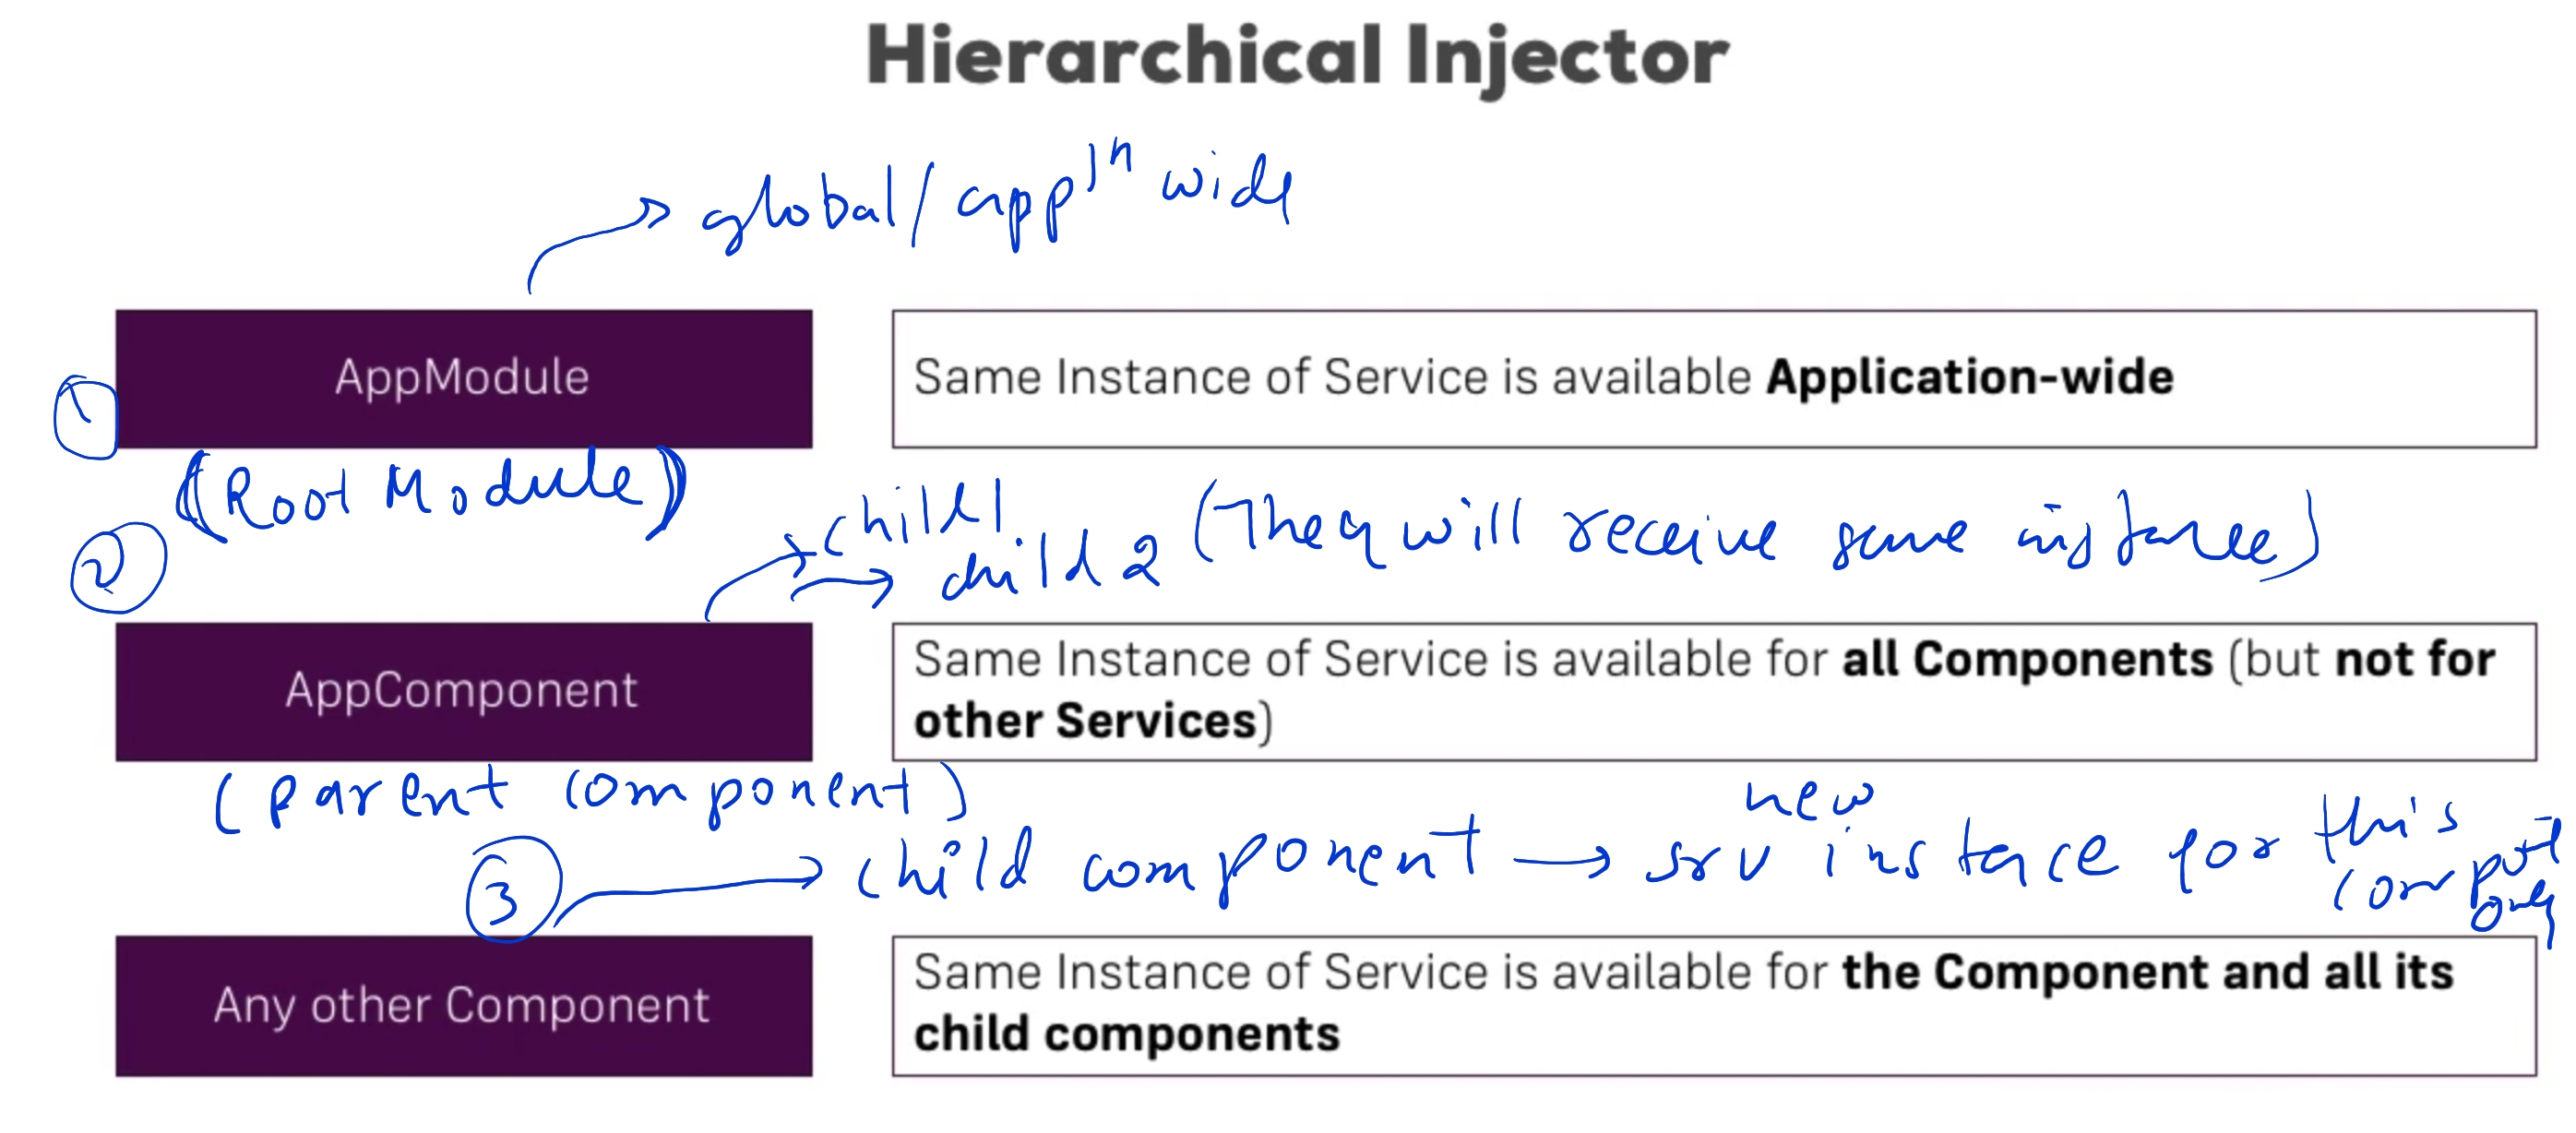 Hierarchical Injector
global/appln wide
AppModule
Same Instance of Service is available Application-wide
1
(Root Module)
2
child1
child 2 (They will receive same instance)
AppComponent
Same Instance of Service is available for all Components (but not for
other Services)
(parent component)
3
child component → new srv instance for this
only
Any other Component
Same Instance of Service is available for the Component and all its
child components